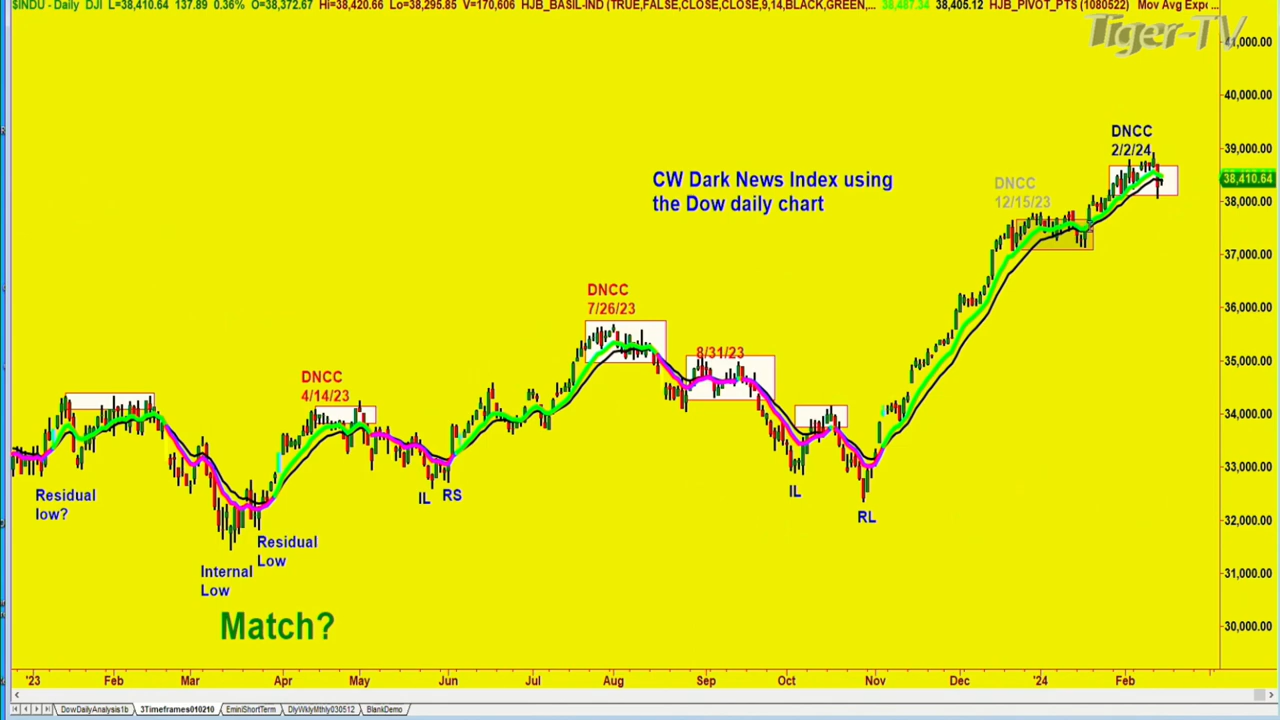 $INDU - Daily DJI L=38,410.64 137.89 0.36% O=38,372.67 Hi=38,420.66 Lo=38,295.85 V=170,606 HJB_BASIL-IND (TRUE,FALSE,CLOSE,CLOSE,9,14,BLACK,GREEN,... 38,487.34 38,405.12 HJB_PIVOT_PTS (1080522) Mov Avg Expo ...
Tiger-TV
41,000.00
40,000.00
DNCC
2/2/24
39,000.00
CW Dark News Index using
the Dow daily chart
DNCC
12/15/23
38,410.64
38,000.00
37,000.00
DNCC
7/26/23
36,000.00
8/31/23
35,000.00
DNCC
4/14/23
34,000.00
33,000.00
Residual
low?
IL
RS
IL
RL
32,000.00
Residual
Low
Internal
Low
31,000.00
Match?
30,000.00
'23 Feb Mar Apr May Jun Jul Aug Sep Oct Nov Dec '24 Feb
DowDailyAnalysis1b 3Timeframes010210 EminiShortTerm DlyWklyMthly030512 BlankDemo